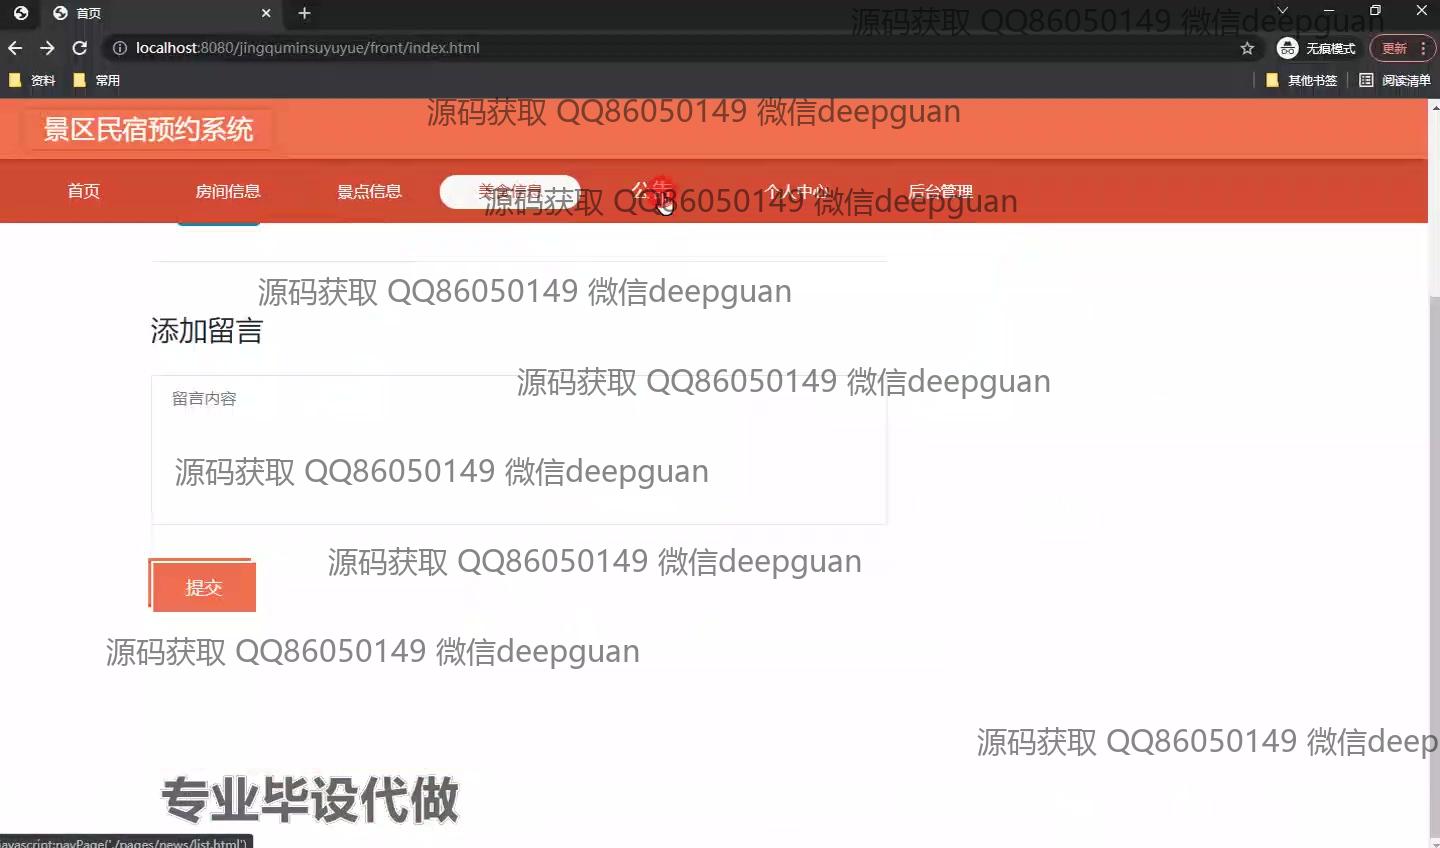 首页
源码获取 QQ86050149 微信deepguan
localhost:8080/jingquminsuyuyue/front/index.html
无痕模式
更新
资料
常用
其他书签
阅读清单
源码获取 QQ86050149 微信deepguan
景区民宿预约系统
首页
房间信息
景点信息
美食信息
公告
个人中心
后台管理
源码获取 QQ86050149 微信deepguan
源码获取 QQ86050149 微信deepguan
添加留言
源码获取 QQ86050149 微信deepguan
留言内容
源码获取 QQ86050149 微信deepguan
源码获取 QQ86050149 微信deepguan
提交
源码获取 QQ86050149 微信deepguan
源码获取 QQ86050149 微信deep
专业毕设代做
javascript:navPage('./pages/news/list.html')